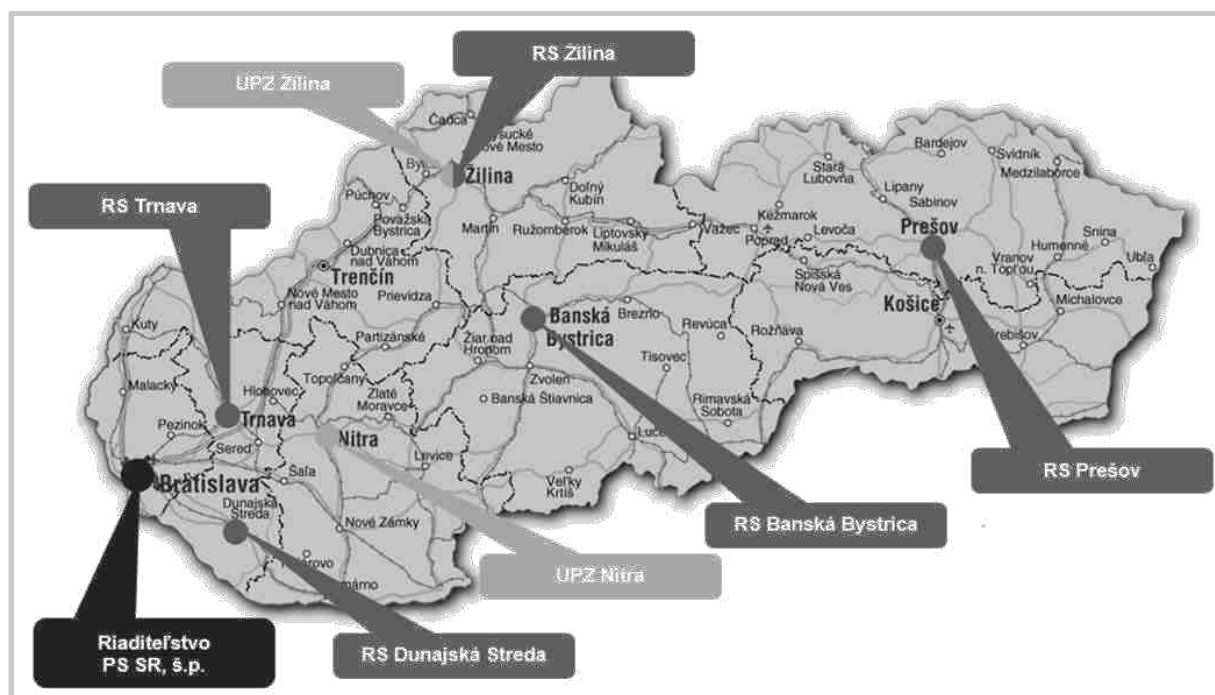 RS Žilina
UPZ Žilina
Čadca
Nové Mesto
Žilina
RS Trnava
Púchov
Považská
Bystrica
Dubnica
nad Váhom
Trenčín
Nové Mesto
nad Váhom
Prievidza
Martin
Dolný
Kubín
Ružomberok
Liptovský
Mikuláš
Važec
Stará
Lubovňa
Kežmarok
Poprad
Levoča
Spišská
Nová Ves
Bardejov
Lipany
Sabinov
Prešov
Svidník
Medzilaborce
Snina
Humenné
Ubľa
Vranov
n. Topľou
Michalovce
Košice
Kuty
Malacky
Pezinok
Partizánske
Topoľčany
Žiar nad
Hronom
Banská
Bystrica
Brezno
Revúca
Rožňava
Tisovec
Rimavská
Sobota
Zvolen
Banská Štiavnica
Hlohovec
Zlaté
Moravce
Trnava
Sereď
Nitra
Levice
Veľký
Krtíš
Bratislava
Šaľa
Dunajská
Streda
Nové Zámky
RS Prešov
RS Banská Bystrica
UPZ Nitra
RS Dunajská Streda
Riaditeľstvo
PS SR, š.p.